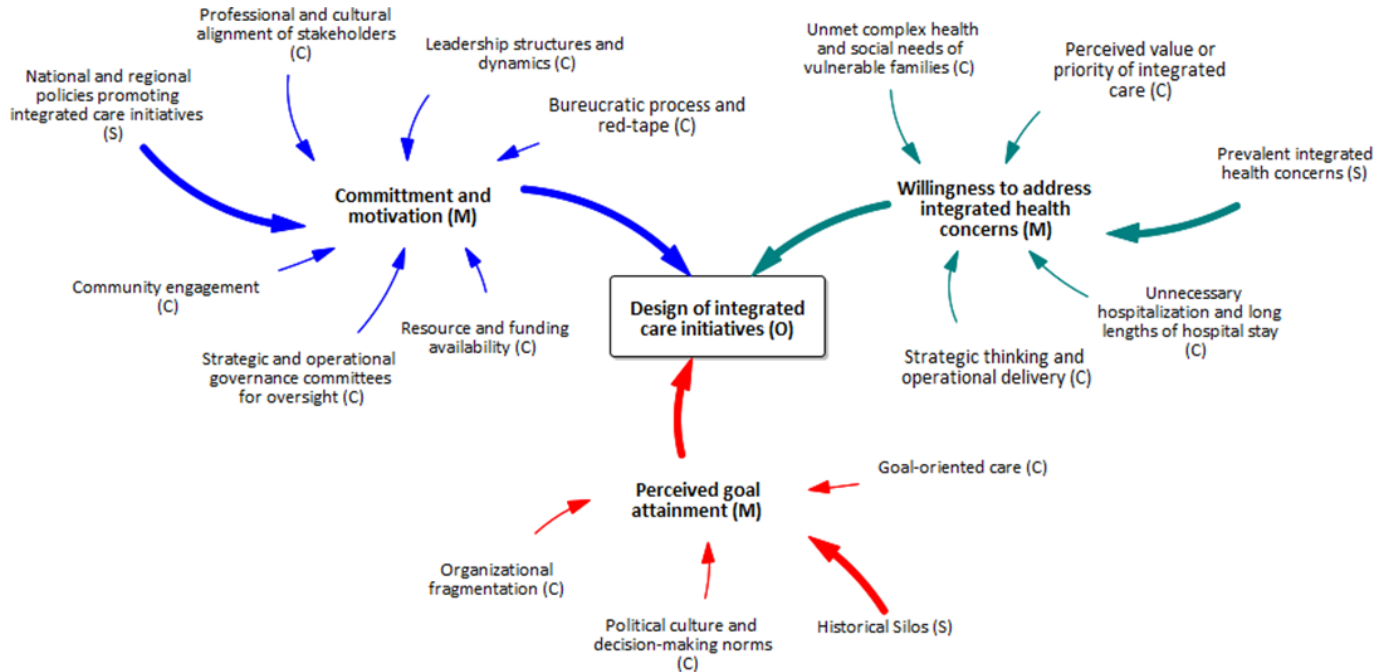 Professional and cultural
alignment of stakeholders
(C)
Leadership structures and
dynamics (C)
National and regional
policies promoting
integrated care initiatives
(S)
Bureucratic process and
red-tape (C)
Committment and
motivation (M)
Community engagement
(C)
Strategic and operational
governance committees
for oversight (C)
Resource and funding
availability (C)
Unmet complex health
and social needs of
vulnerable families (C)
Perceived value or
priority of integrated
care (C)
Prevalent integrated
health concerns (S)
Willingness to address
integrated health
concerns (M)
Unnecessary
hospitalization and long
lengths of hospital stay
(C)
Strategic thinking and
operational delivery (C)
Design of integrated
care initiatives (O)
Perceived goal
attainment (M)
Goal-oriented care (C)
Organizational
fragmentation (C)
Political culture and
decision-making norms
(C)
Historical Silos (S)